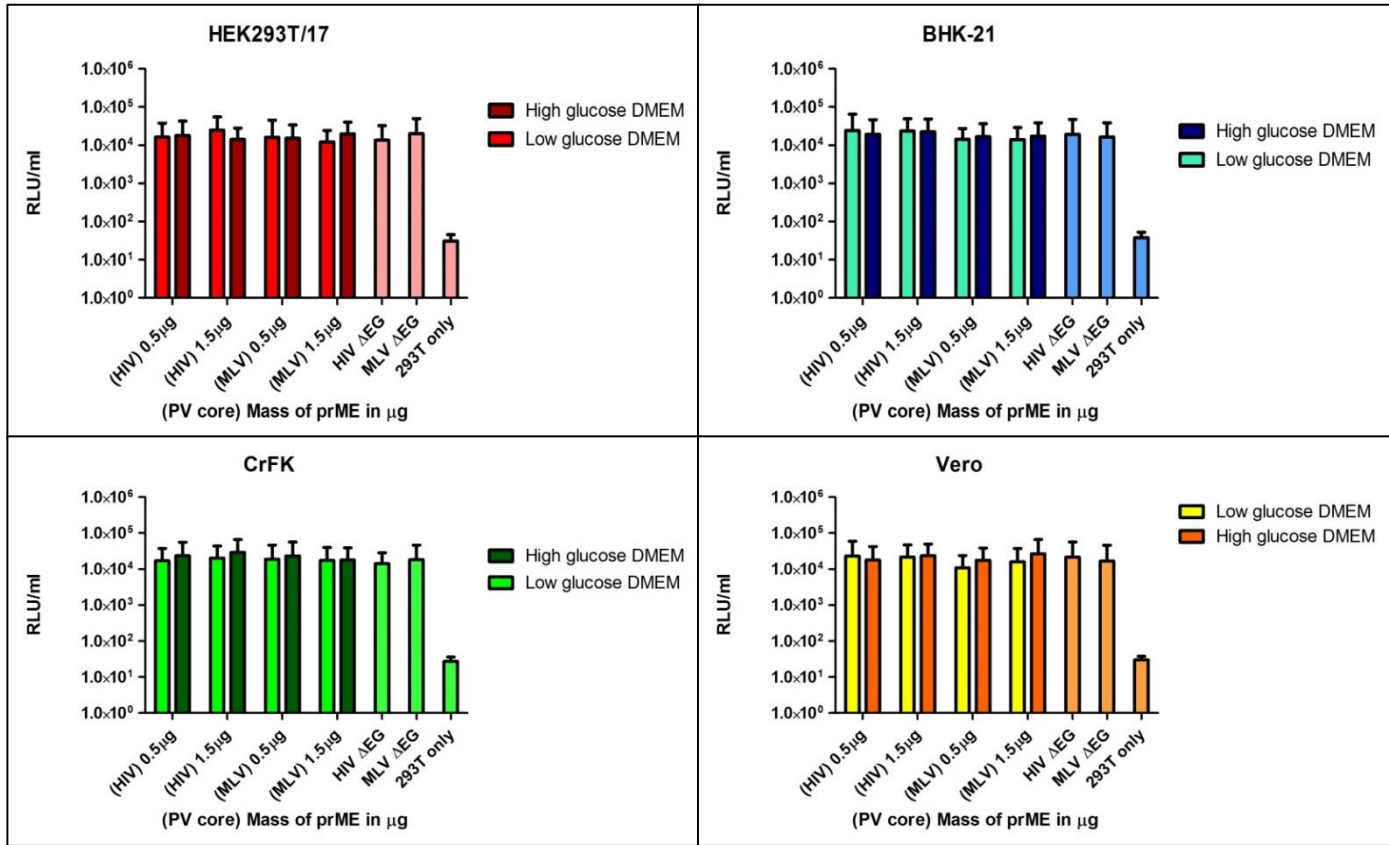 HEK293T/17
1.0×10⁶
1.0×10⁵
1.0×10⁴
1.0×10³
1.0×10²
1.0×10¹
1.0×10⁰
RLU/ml
High glucose DMEM
Low glucose DMEM
(HIV) 0.5µg
(HIV) 1.5µg
(MLV) 0.5µg
(MLV) 1.5µg
HIV ΔEG
MLV ΔEG
293T only
(PV core) Mass of prME in µg
BHK-21
1.0×10⁶
1.0×10⁵
1.0×10⁴
1.0×10³
1.0×10²
1.0×10¹
1.0×10⁰
RLU/ml
High glucose DMEM
Low glucose DMEM
(HIV) 0.5µg
(HIV) 1.5µg
(MLV) 0.5µg
(MLV) 1.5µg
HIV ΔEG
MLV ΔEG
293T only
(PV core) Mass of prME in µg
CrFK
1.0×10⁶
1.0×10⁵
1.0×10⁴
1.0×10³
1.0×10²
1.0×10¹
1.0×10⁰
RLU/ml
High glucose DMEM
Low glucose DMEM
(HIV) 0.5µg
(HIV) 1.5µg
(MLV) 0.5µg
(MLV) 1.5µg
HIV ΔEG
MLV ΔEG
293T only
(PV core) Mass of prME in µg
Vero
1.0×10⁶
1.0×10⁵
1.0×10⁴
1.0×10³
1.0×10²
1.0×10¹
1.0×10⁰
RLU/ml
Low glucose DMEM
High glucose DMEM
(HIV) 0.5µg
(HIV) 1.5µg
(MLV) 0.5µg
(MLV) 1.5µg
HIV ΔEG
MLV ΔEG
293T only
(PV core) Mass of prME in µg